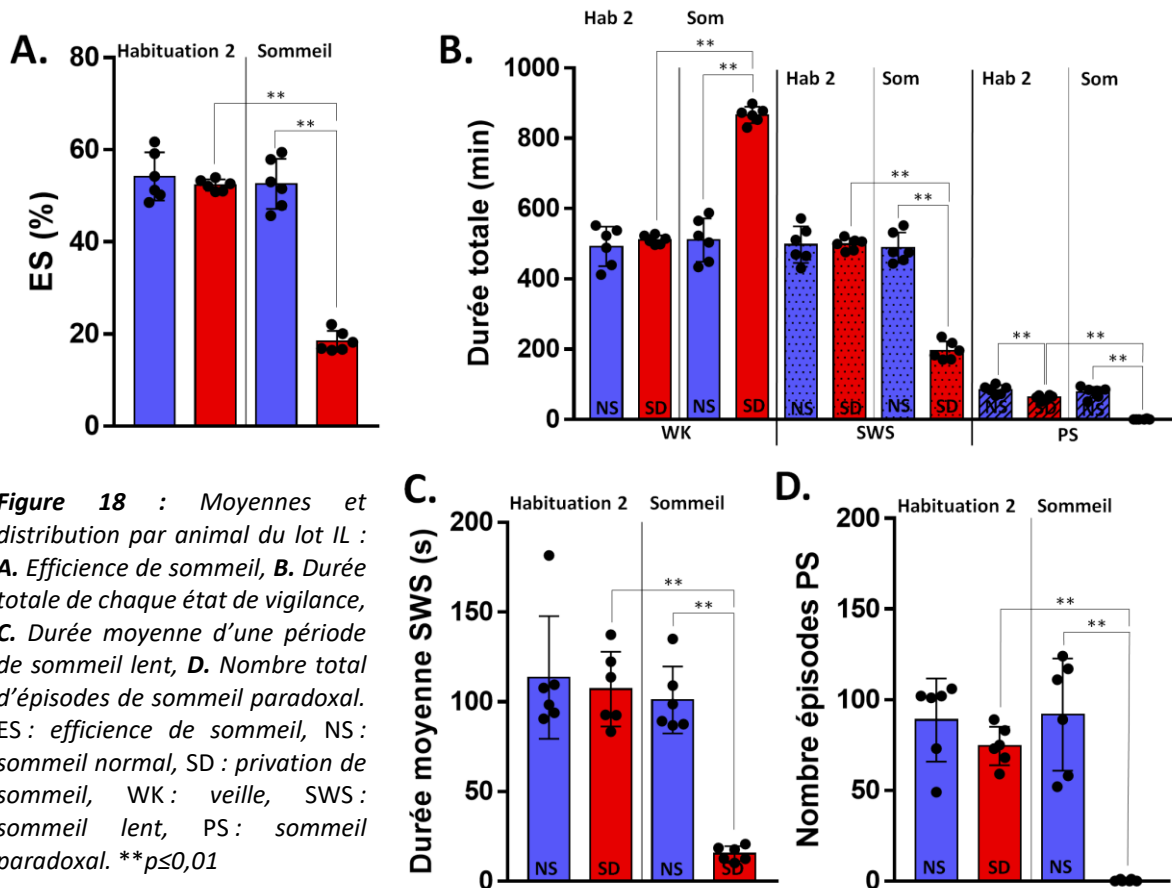 A.
Habituation 2 Sommeil
ES (%)
80
60
40
20
0
**
**
B.
Hab 2 Som
Hab 2 Som
Hab 2 Som
Durée totale (min)
1000
800
600
400
200
0
**
**
**
**
**
**
**
NS SD NS SD NS SD NS SD NS SD NS
WK SWS PS
Figure 18 : Moyennes et
distribution par animal du lot IL :
A. Efficience de sommeil, B. Durée
totale de chaque état de vigilance,
C. Durée moyenne d’une période
de sommeil lent, D. Nombre total
d’épisodes de sommeil paradoxal.
ES : efficience de sommeil, NS :
sommeil normal, SD : privation de
sommeil, WK : veille, SWS :
sommeil lent, PS : sommeil
paradoxal. **p≤0,01
C.
Habituation 2 Sommeil
Durée moyenne SWS (s)
200
150
100
50
0
**
**
NS SD NS SD
D.
Habituation 2 Sommeil
Nombre épisodes PS
200
150
100
50
0
**
**
NS SD NS